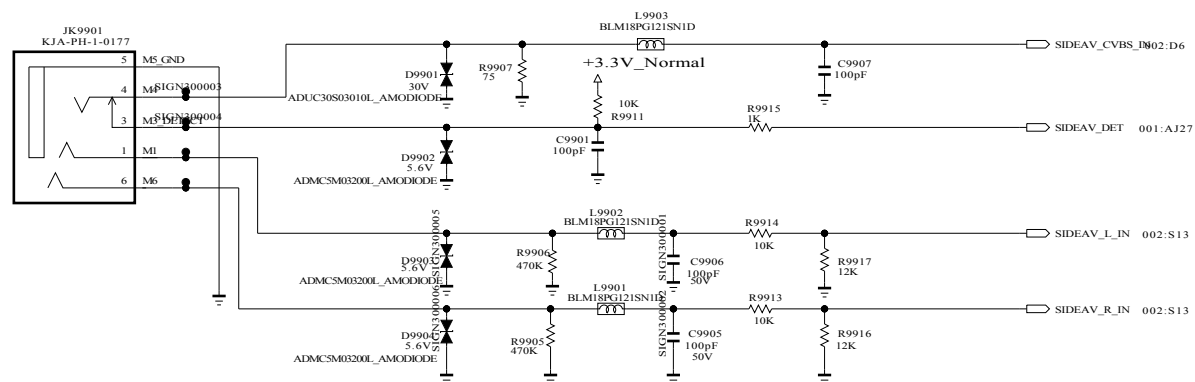 JK9901
KJA-PH-1-0177
5 M5_GND
4 M4
SIGN300003
3 M3_DETECT
SIGN300004
1 M1
6 M6
L9903
BLM18PG121SN1D
D9901
30V
ADUC30S03010L_AMODIODE
R9907
75
C9907
100pF
SIDEAV_CVBS_IN 002:D6
+3.3V_Normal
10K
R9911
D9902
5.6V
ADMC5M03200L_AMODIODE
C9901
100pF
R9915
1K
SIDEAV_DET 001:AJ27
SIGN300005
D9903
5.6V
ADMC5M03200L_AMODIODE
R9906
470K
L9902
BLM18PG121SN1D
SIGN300001
C9906
100pF
50V
R9914
10K
R9917
12K
SIDEAV_L_IN 002:S13
SIGN300006
D9904
5.6V
ADMC5M03200L_AMODIODE
R9905
470K
L9901
BLM18PG121SN1D
SIGN300002
C9905
100pF
50V
R9913
10K
R9916
12K
SIDEAV_R_IN 002:S13